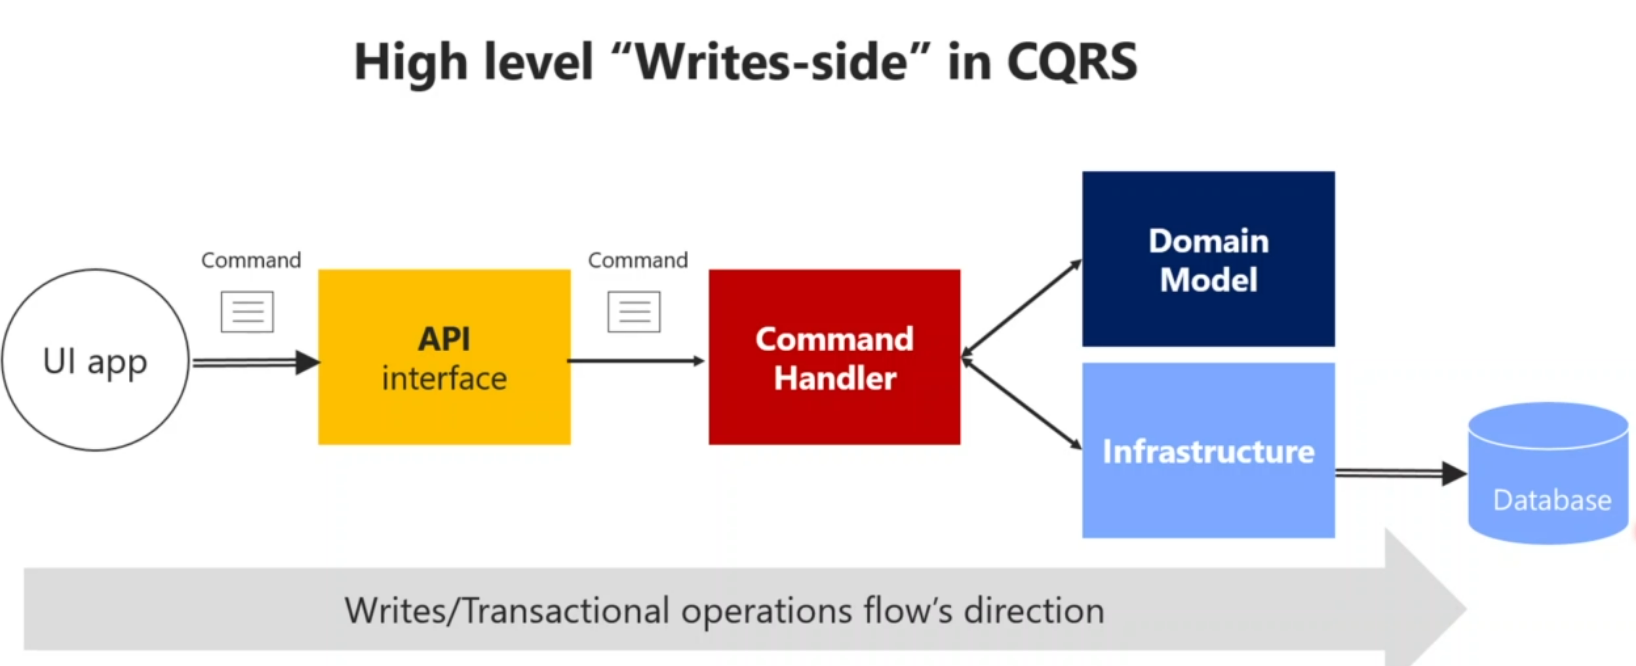 High level “Writes-side” in CQRS
Command
Command
UI app
API
interface
Command
Handler
Domain
Model
Infrastructure
Database
Writes/Transactional operations flow’s direction